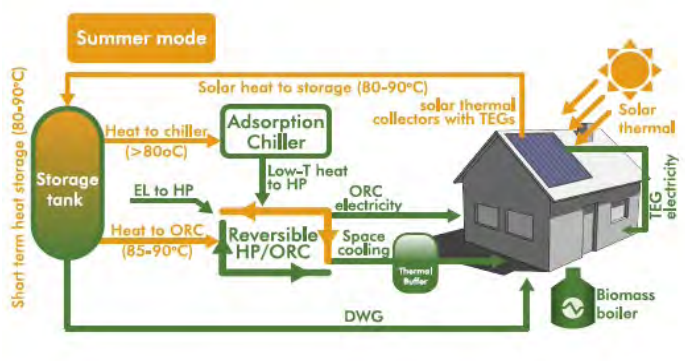 Summer mode
Short term heat storage (80-90°C)
Solar heat to storage (80-90°C)
solar thermal
collectors with TEGs
Solar
thermal
Heat to chiller
(>80oC)
Adsorption
Chiller
Storage
tank
Low-T heat
to HP
EL to HP
ORC
electricity
TEG
electricity
Heat to ORC
(85-90°C)
Reversible
HP/ORC
Space
cooling
Thermal
Buffer
Biomass
boiler
DWG